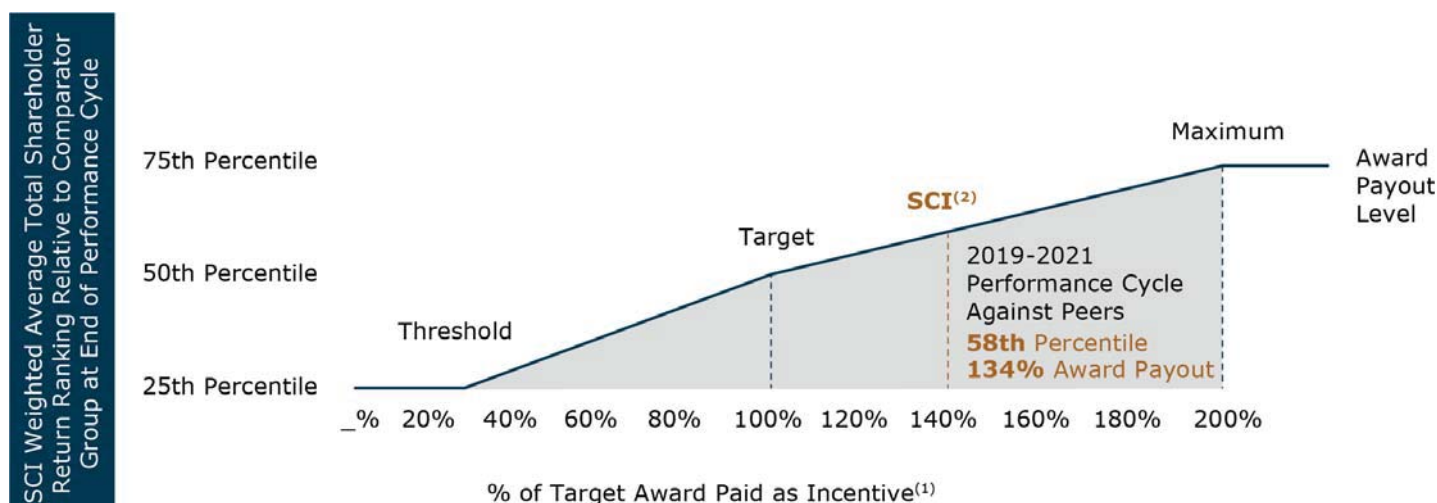 SCI Weighted Average Total Shareholder
Return Ranking Relative to Comparator
Group at End of Performance Cycle
Maximum
75th Percentile
Award
Payout
Level
SCI(2)
Target
50th Percentile
2019-2021
Performance Cycle
Against Peers
58th Percentile
134% Award Payout
Threshold
25th Percentile
_% 20% 40% 60% 80% 100% 120% 140% 160% 180% 200%
% of Target Award Paid as Incentive(1)